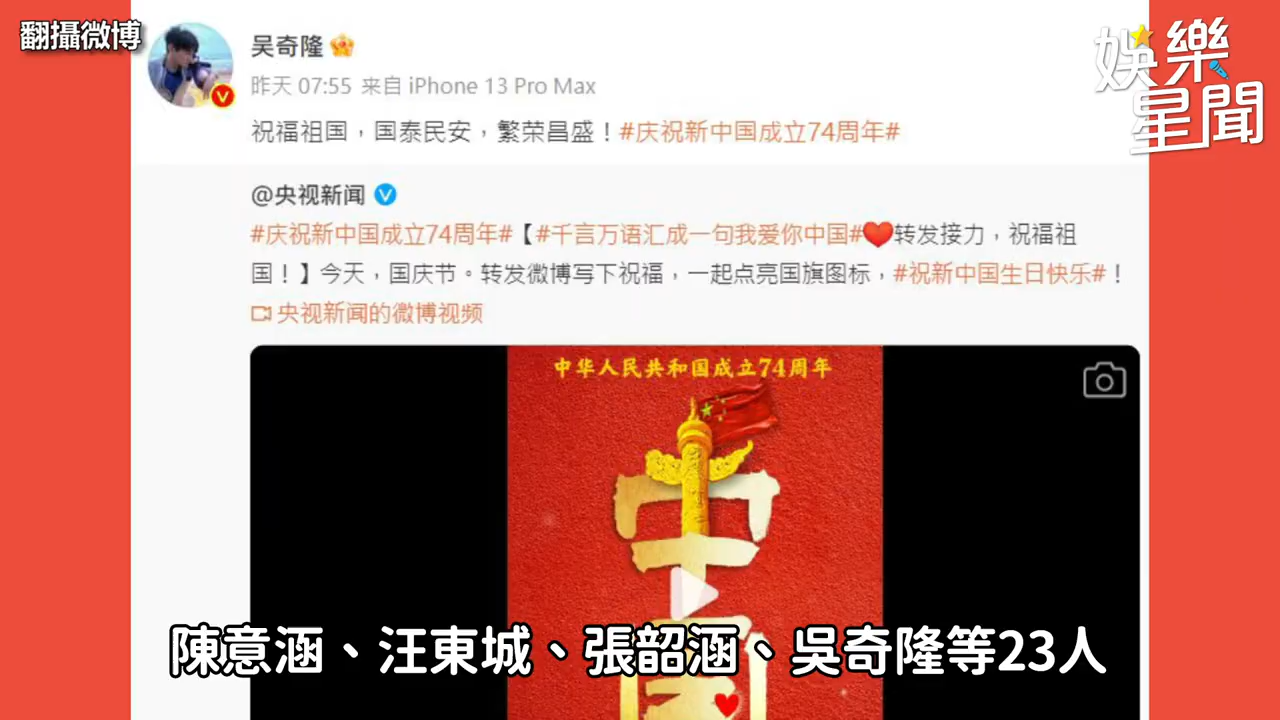 翻攝微博
娛樂
星聞
吴奇隆
昨天 07:55 来自 iPhone 13 Pro Max
祝福祖国，国泰民安，繁荣昌盛！#庆祝新中国成立74周年#
@央视新闻
#庆祝新中国成立74周年#【#千言万语汇成一句我爱你中国#❤️转发接力，祝福祖
国！】今天，国庆节。转发微博写下祝福，一起点亮国旗图标，#祝新中国生日快乐#！
央视新闻的微博视频
中华人民共和国成立74周年
中国
陳意涵、汪東城、張韶涵、吳奇隆等23人